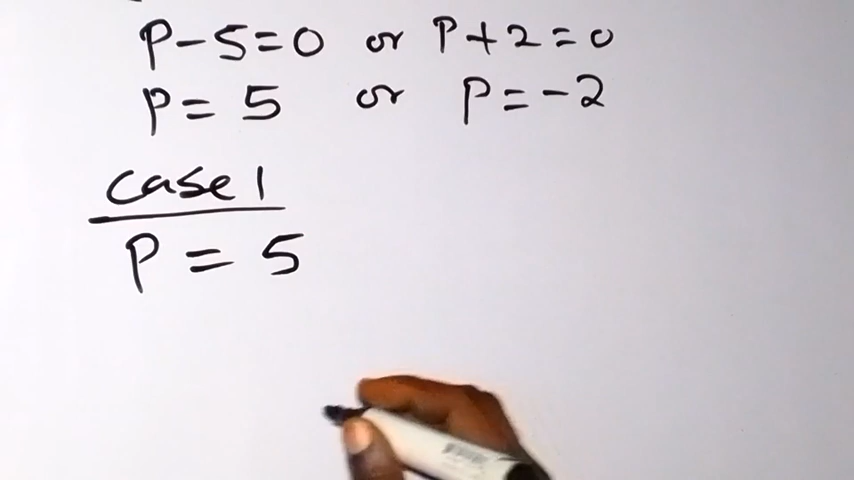 P-5=0 or P+2=0
P= 5 or P=-2
case 1
P = 5